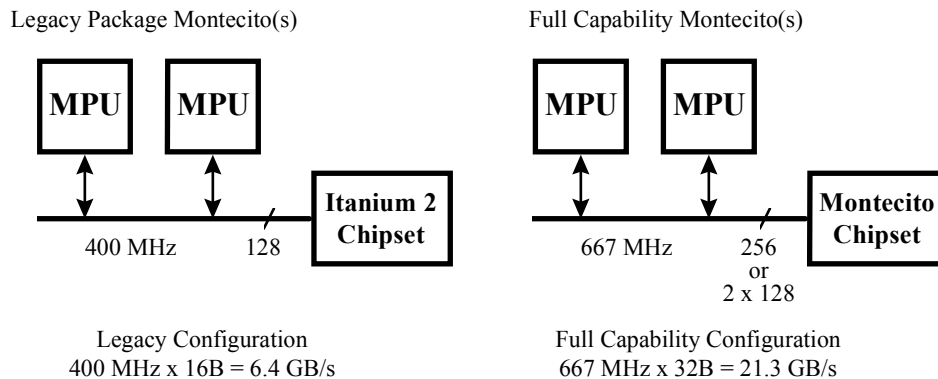 Legacy Package Montecito(s)
MPU
MPU
Itanium 2
Chipset
400 MHz
128
Legacy Configuration
400 MHz x 16B = 6.4 GB/s
Full Capability Montecito(s)
MPU
MPU
Montecito
Chipset
667 MHz
256
or
2 x 128
Full Capability Configuration
667 MHz x 32B = 21.3 GB/s